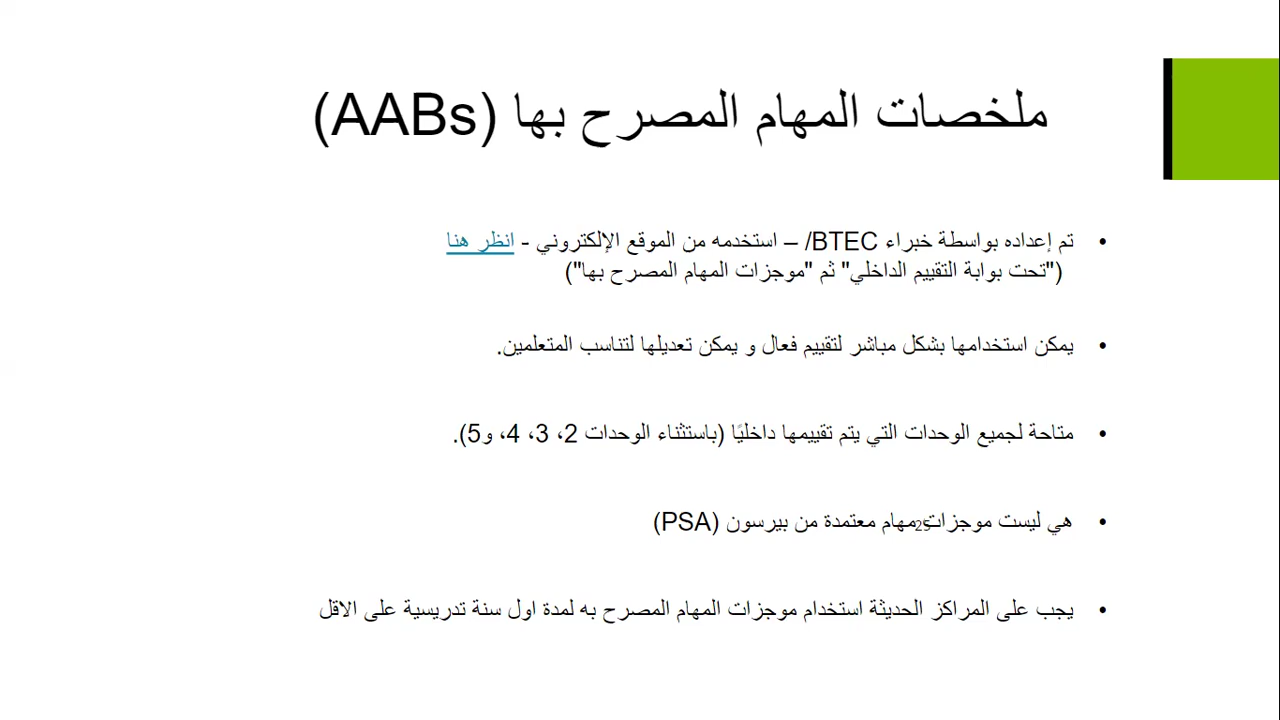 ملخصات المهام المصرح بها (AABs)
• تم إعداده بواسطة خبراء BTEC/ – استخدمه من الموقع الإلكتروني - انظر هنا
("تحت بوابة التقييم الداخلي" ثم "موجزات المهام المصرح بها")
• يمكن استخدامها بشكل مباشر لتقييم فعال و يمكن تعديلها لتناسب المتعلمين.
• متاحة لجميع الوحدات التي يتم تقييمها داخليًا (باستثناء الوحدات 2، 3، 4، و5).
• هي ليست موجزات مهام معتمدة من بيرسون (PSA)
• يجب على المراكز الحديثة استخدام موجزات المهام المصرح به لمدة اول سنة تدريسية على الاقل